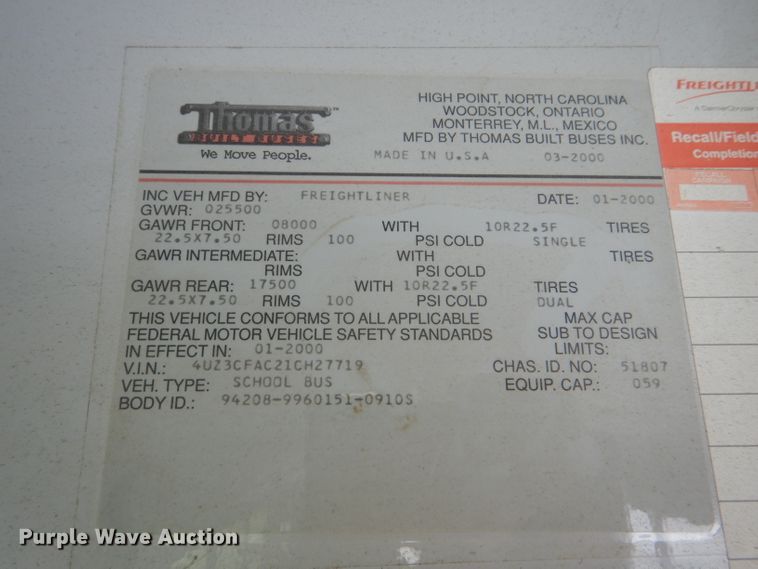 Thomas™
BUILT BUSES
We Move People.
HIGH POINT, NORTH CAROLINA
WOODSTOCK, ONTARIO
MONTERREY, M.L., MEXICO
MFD BY THOMAS BUILT BUSES INC.
MADE IN U.S.A 03-2000
INC VEH MFD BY: FREIGHTLINER DATE: 01-2000
GVWR: 025500
GAWR FRONT: 08000 WITH 10R22.5F TIRES
22.5X7.50 RIMS 100 PSI COLD SINGLE
GAWR INTERMEDIATE: WITH TIRES
RIMS PSI COLD
GAWR REAR: 17500 WITH 10R22.5F TIRES
22.5X7.50 RIMS 100 PSI COLD DUAL
THIS VEHICLE CONFORMS TO ALL APPLICABLE MAX CAP
FEDERAL MOTOR VEHICLE SAFETY STANDARDS SUB TO DESIGN
IN EFFECT IN: 01-2000 LIMITS:
V.I.N.: 4UZ3CFAC21CH27719 CHAS. ID. NO: 51807
VEH. TYPE: SCHOOL BUS EQUIP. CAP.: 059
BODY ID.: 94208-9960151-0910S
FREIGHTLI
Recall/Field
Completion
RECALL
Purple Wave Auction